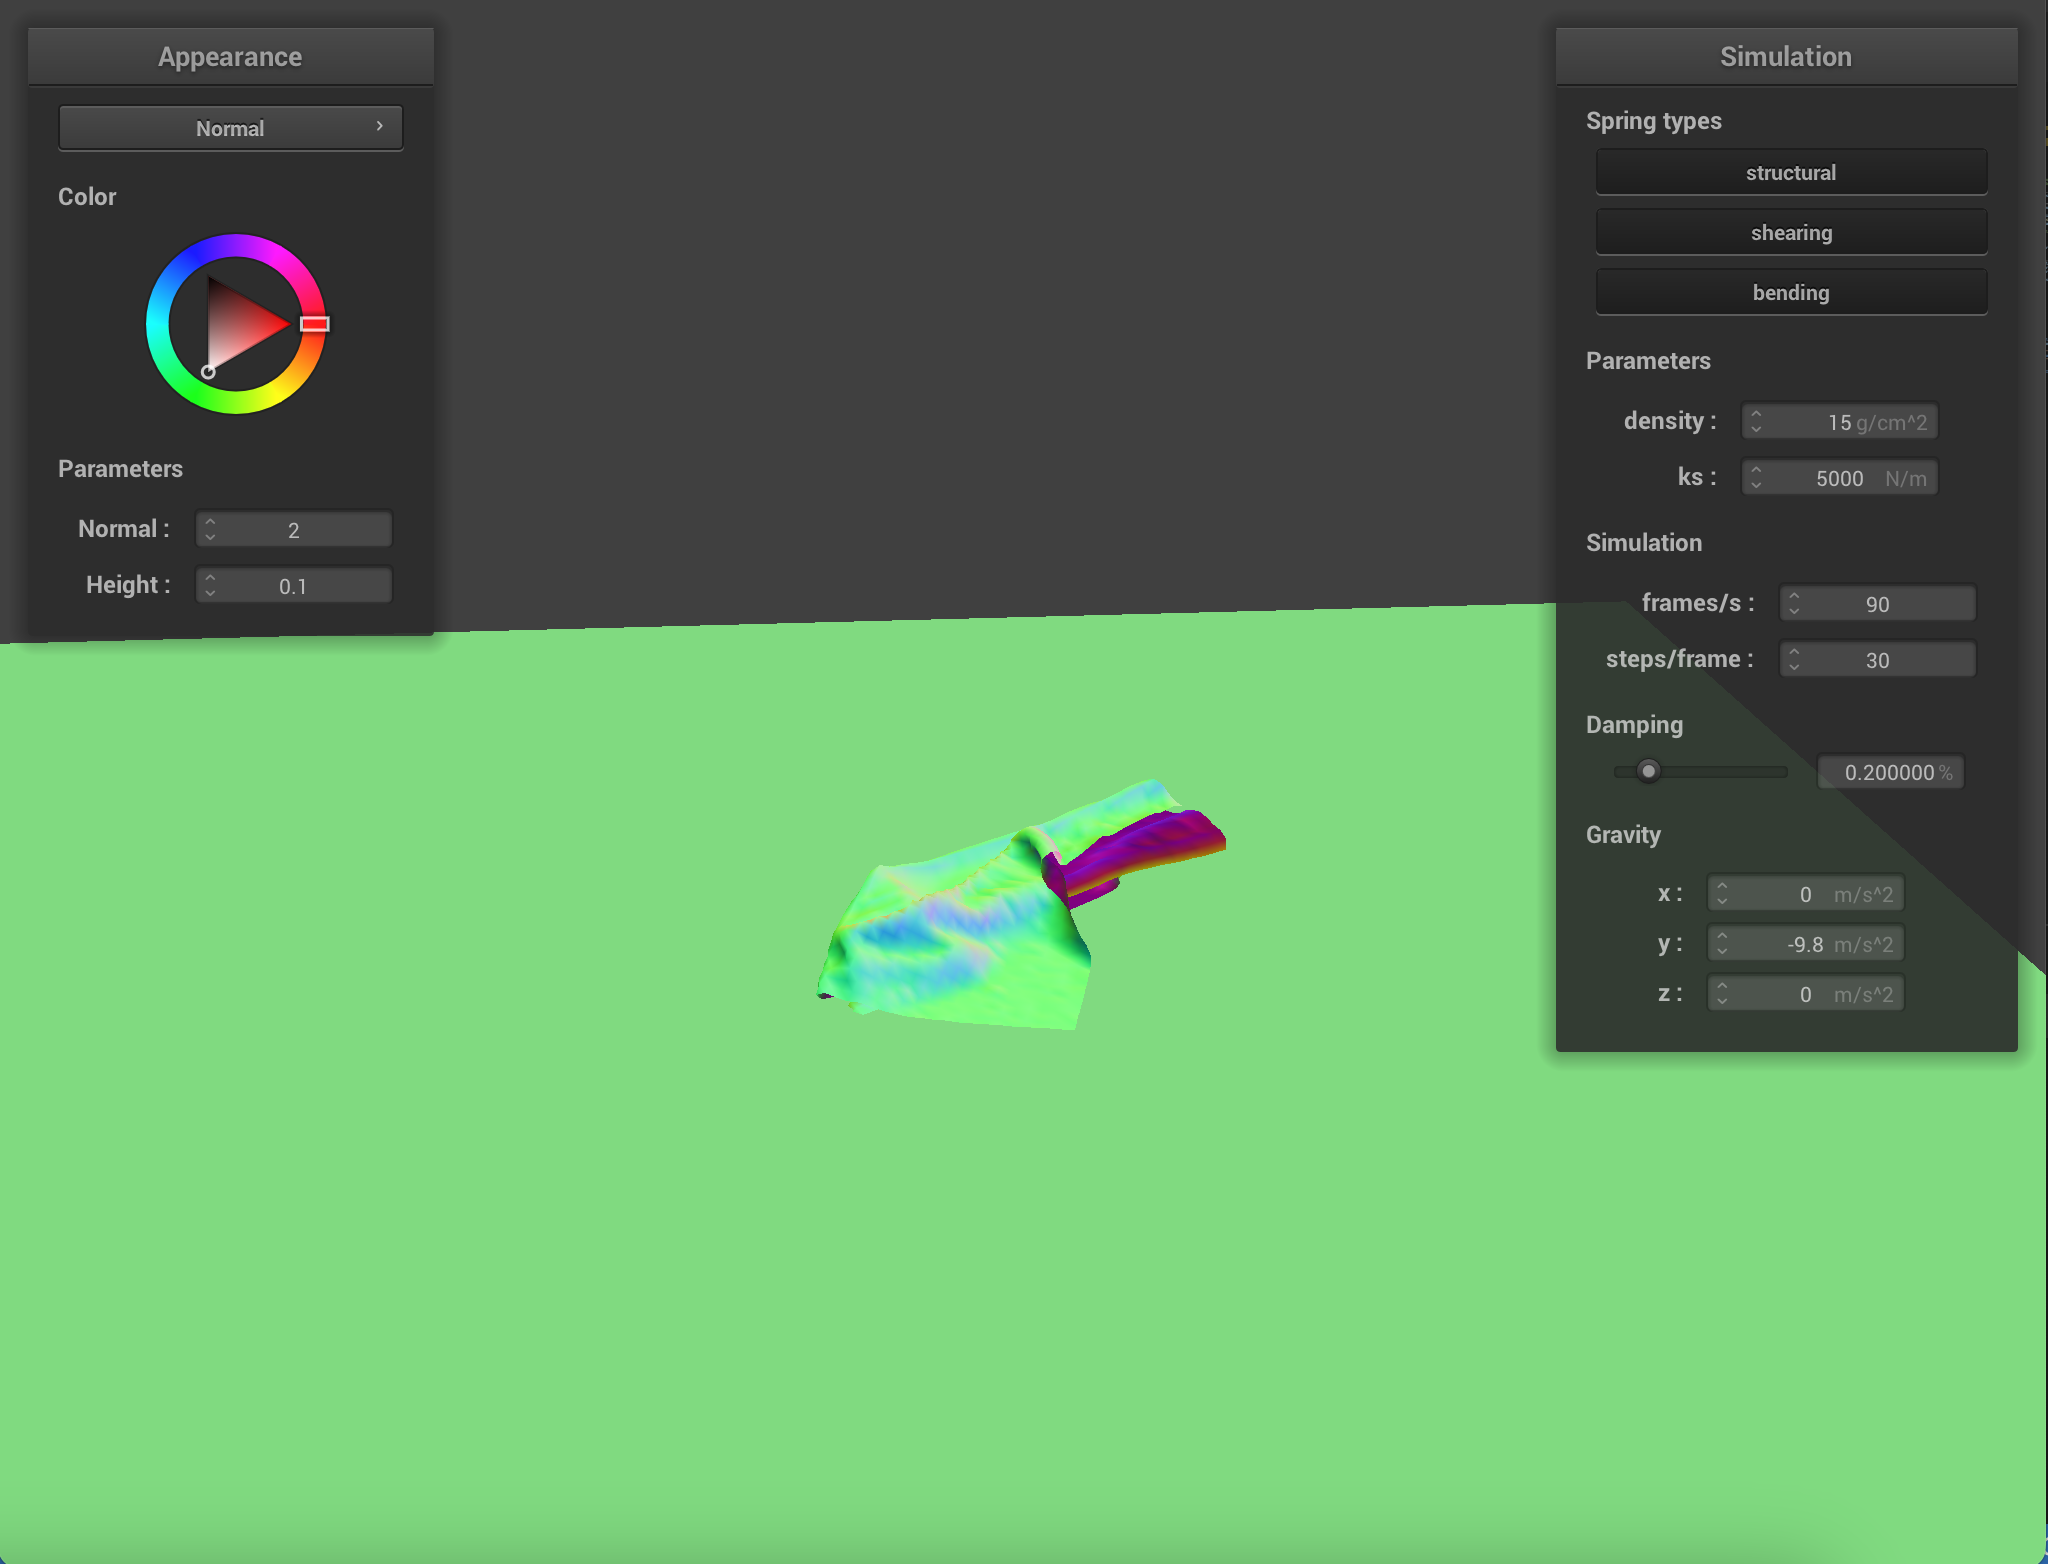 Appearance
Normal
Color
Parameters
Normal : 2
Height : 0.1
Simulation
Spring types
structural
shearing
bending
Parameters
density : 15 g/cm^2
ks : 5000 N/m
Simulation
frames/s : 90
steps/frame : 30
Damping
0.200000 %
Gravity
x : 0 m/s^2
y : -9.8 m/s^2
z : 0 m/s^2